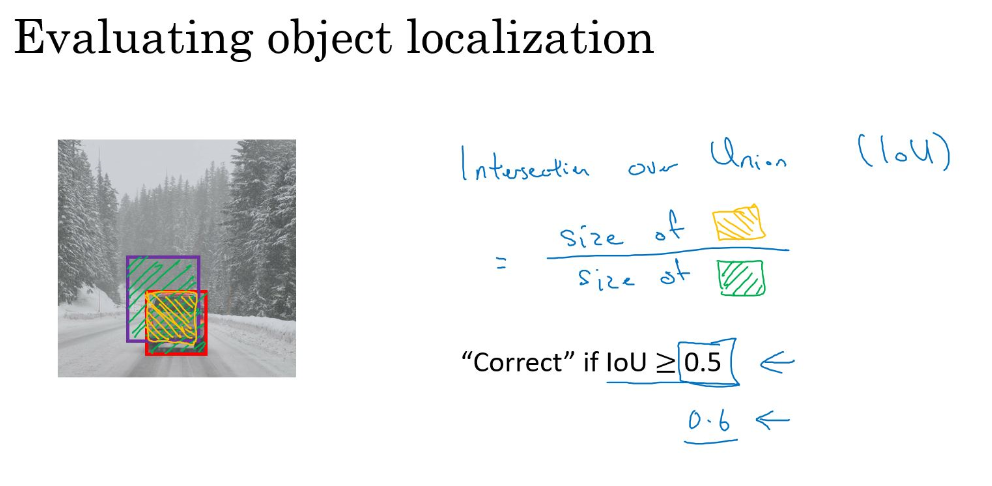 Evaluating object localization
Intersection over Union (IoU)
= size of
size of
“Correct” if IoU ≥ 0.5 ←
0.6 ←